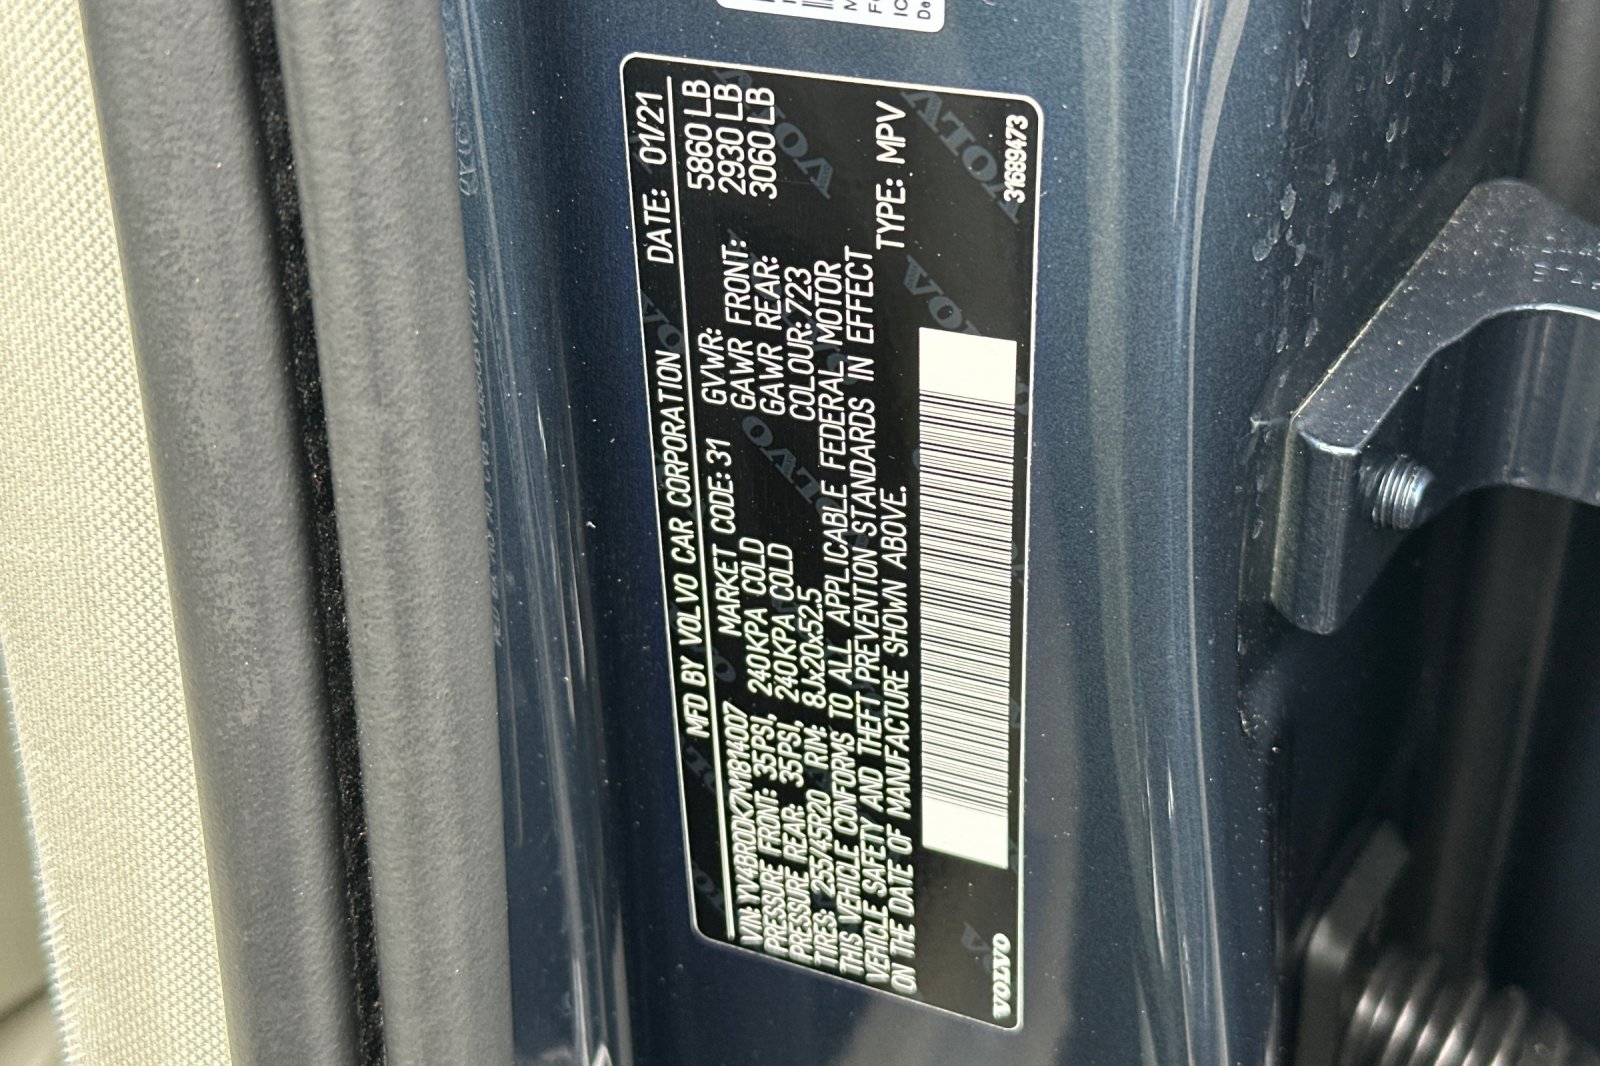 MFD BY VOLVO CAR CORPORATION DATE: 01/21
VIN: YV4BR0DK7M1814007 MARKET CODE: 31 GVWR: 5860 LB
PRESSURE FRONT: 35PSI, 240KPA COLD GAWR FRONT: 2930 LB
PRESSURE REAR: 35PSI, 240KPA COLD GAWR REAR: 3060 LB
TIRES: 255/45R20 RIM: 8Jx20x52.5 COLOUR: 723
THIS VEHICLE CONFORMS TO ALL APPLICABLE FEDERAL MOTOR
VEHICLE SAFETY AND THEFT PREVENTION STANDARDS IN EFFECT
ON THE DATE OF MANUFACTURE SHOWN ABOVE. TYPE: MPV
VOLVO 31689473